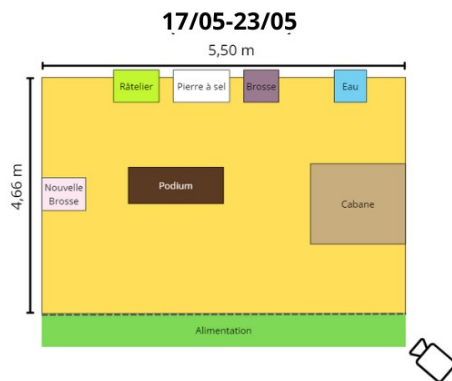 17/05-23/05
5,50 m
Râtelier
Pierre à sel
Brosse
Eau
4,66 m
Nouvelle
Brosse
Podium
Cabane
Alimentation